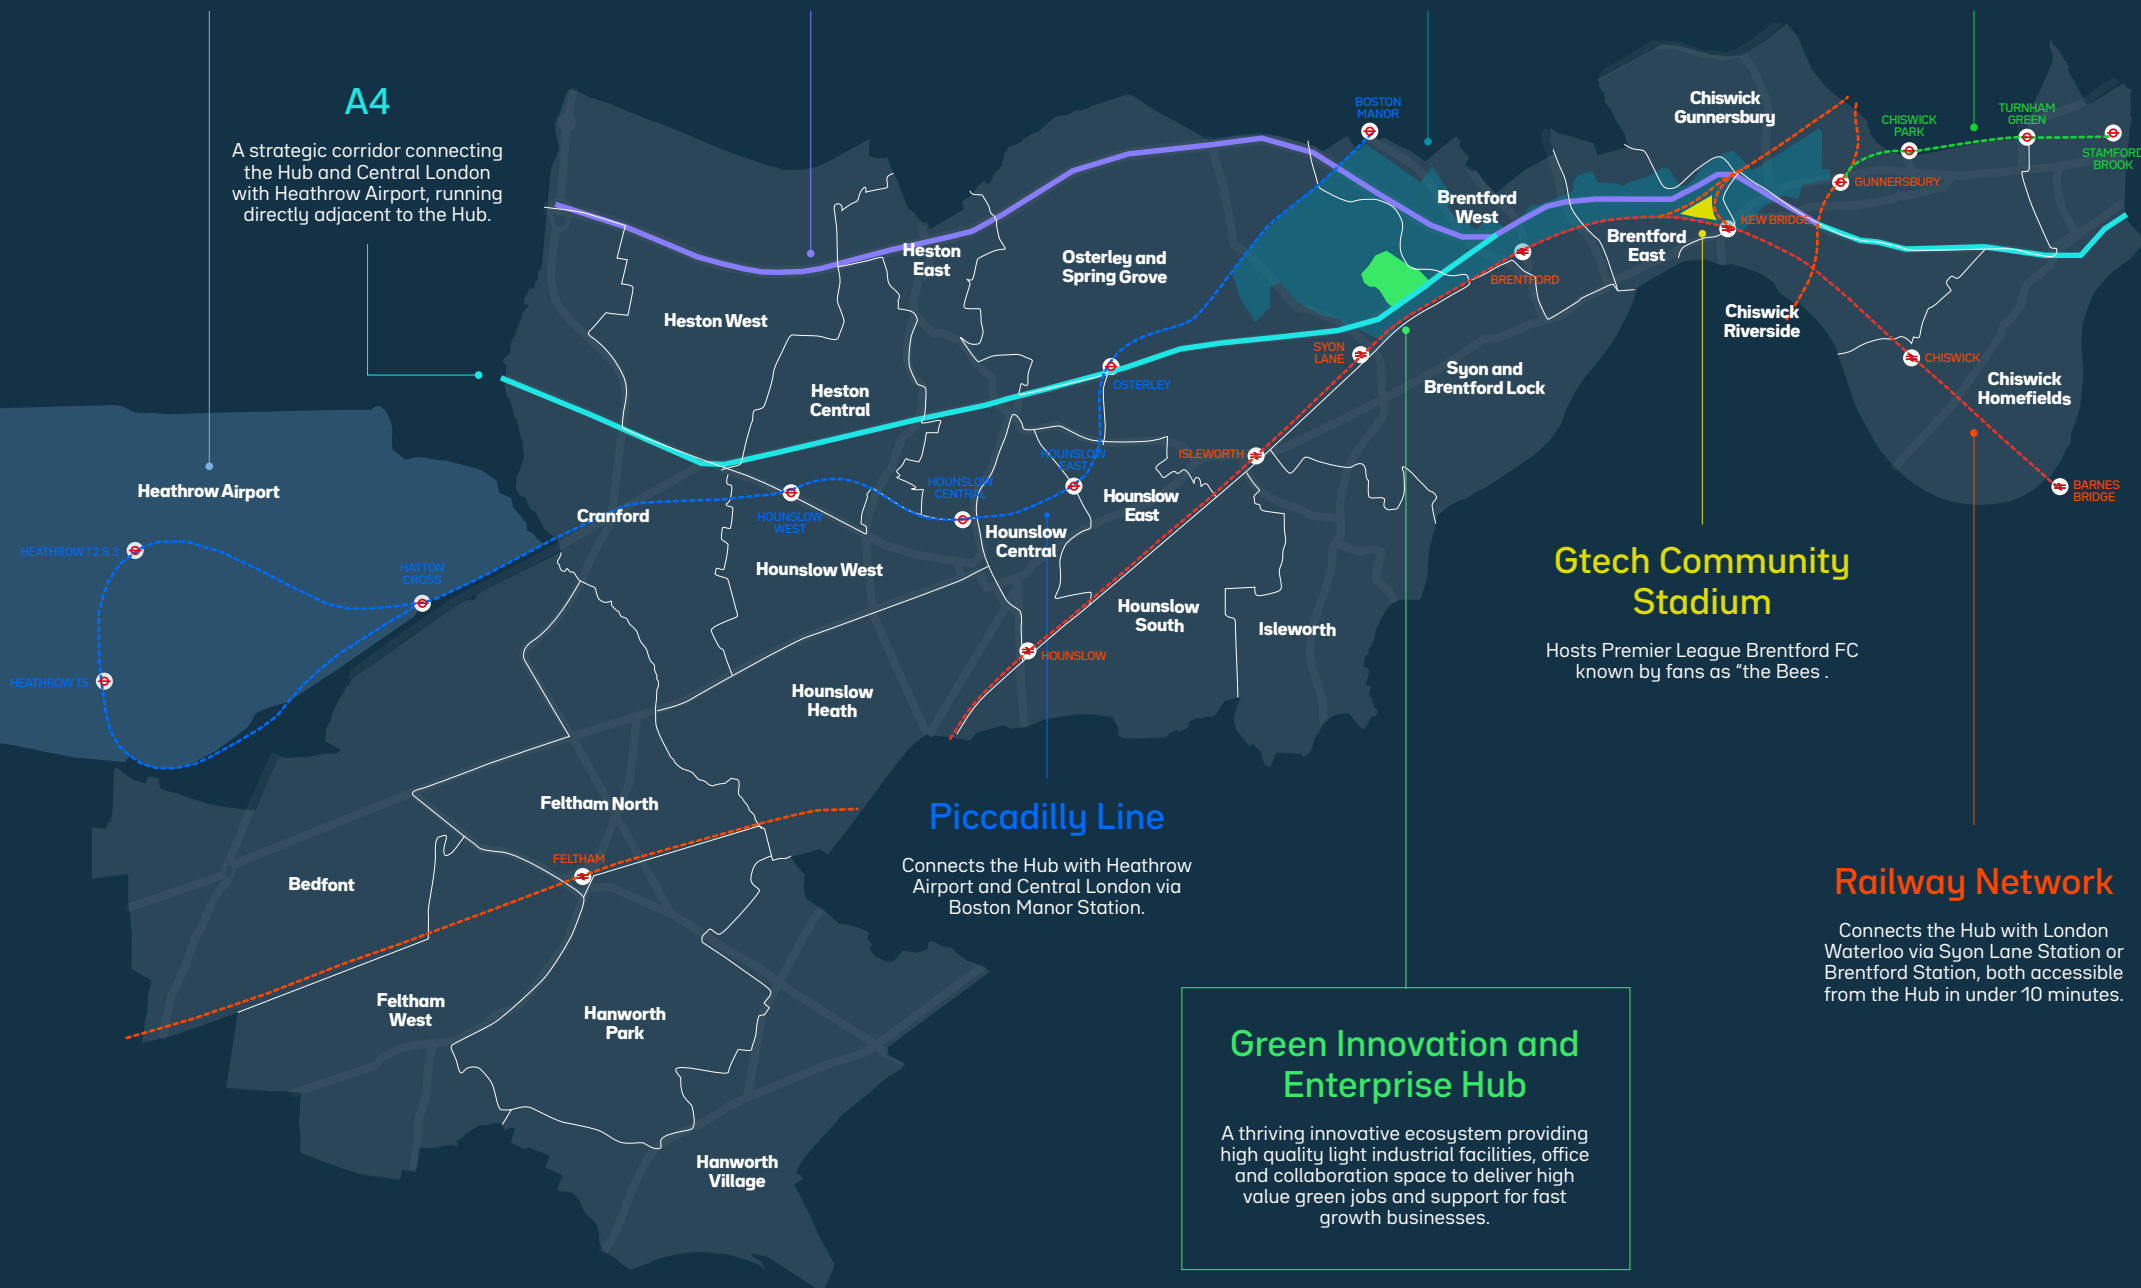 A4
A strategic corridor connecting
the Hub and Central London
with Heathrow Airport, running
directly adjacent to the Hub.
BOSTON
MANOR
Chiswick
Gunnersbury
CHISWICK
PARK
TURNHAM
GREEN
STAMFORD
BROOK
GUNNERSBURY
Brentford
West
KEW BRIDGE
Brentford
East
Heston
East
Osterley and
Spring Grove
BRENTFORD
Heston West
Chiswick
Riverside
SYON
LANE
CHISWICK
Syon and
Brentford Lock
Chiswick
Homefields
OSTERLEY
Heston
Central
HOUNSLOW
EAST
ISLEWORTH
HOUNSLOW
CENTRAL
Heathrow Airport
BARNES
BRIDGE
Hounslow
East
Cranford
HOUNSLOW
WEST
Hounslow
Central
HEATHROW T2 & 3
HATTON
CROSS
Hounslow West
Gtech Community
Stadium
Hosts Premier League Brentford FC
known by fans as “the Bees .
Hounslow
South
Isleworth
HOUNSLOW
HEATHROW T5
Hounslow
Heath
Feltham North
Piccadilly Line
Connects the Hub with Heathrow
Airport and Central London via
Boston Manor Station.
FELTHAM
Bedfont
Railway Network
Connects the Hub with London
Waterloo via Syon Lane Station or
Brentford Station, both accessible
from the Hub in under 10 minutes.
Feltham
West
Hanworth
Park
Green Innovation and
Enterprise Hub
A thriving innovative ecosystem providing
high quality light industrial facilities, office
and collaboration space to deliver high
value green jobs and support for fast
growth businesses.
Hanworth
Village